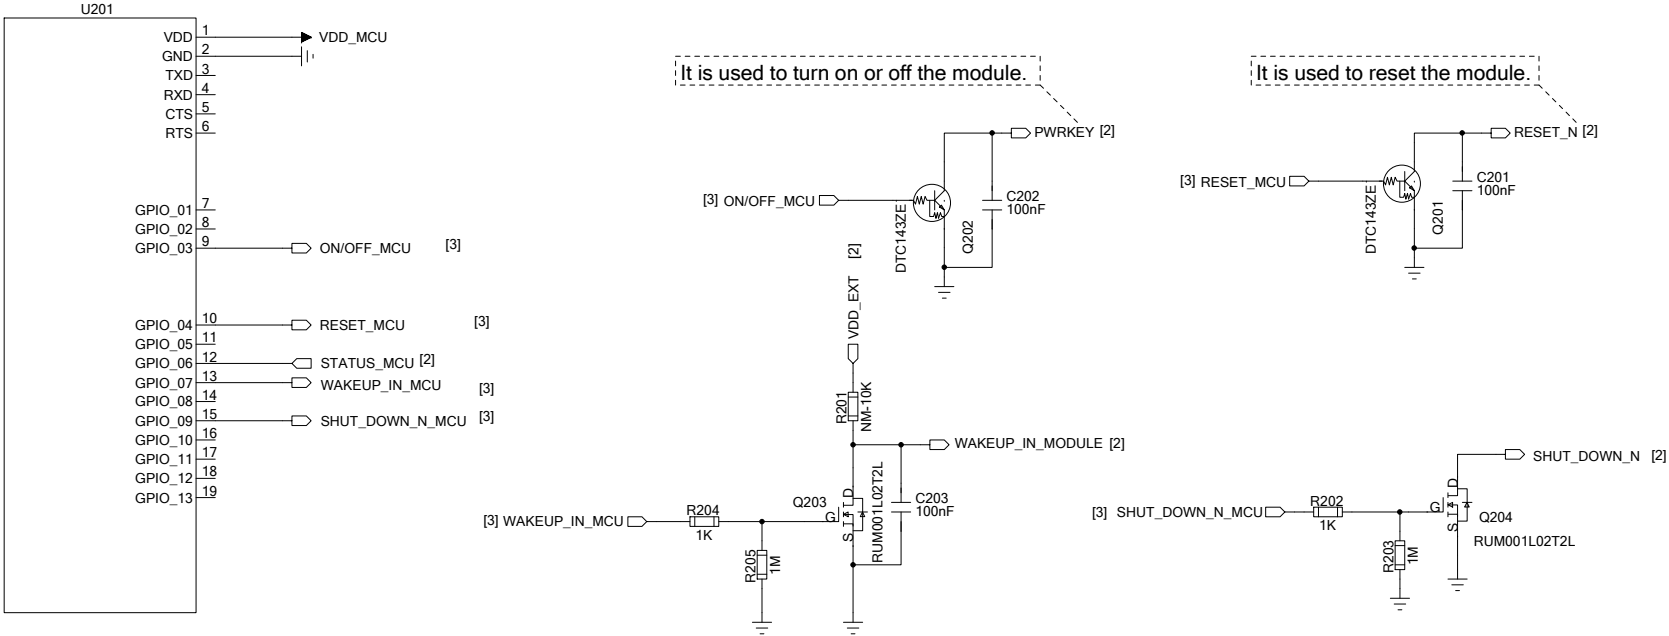 U201
VDD 1 VDD_MCU
GND 2
TXD 3
RXD 4
CTS 5
RTS 6
GPIO_01 7
GPIO_02 8
GPIO_03 9 ON/OFF_MCU [3]
GPIO_04 10 RESET_MCU [3]
GPIO_05 11
GPIO_06 12 STATUS_MCU [2]
GPIO_07 13 WAKEUP_IN_MCU [3]
GPIO_08 14
GPIO_09 15 SHUT_DOWN_N_MCU [3]
GPIO_10 16
GPIO_11 17
GPIO_12 18
GPIO_13 19
It is used to turn on or off the module.
PWRKEY [2]
[3] ON/OFF_MCU
DTC143ZE
Q202
C202
100nF
It is used to reset the module.
RESET_N [2]
[3] RESET_MCU
DTC143ZE
Q201
C201
100nF
VDD_EXT [2]
R201
NM-10K
WAKEUP_IN_MODULE [2]
[3] WAKEUP_IN_MCU
R204
1K
R205
1M
Q203
G
D
S
RUM001L02T2L
C203
100nF
SHUT_DOWN_N [2]
[3] SHUT_DOWN_N_MCU
R202
1K
R203
1M
G
D
S
Q204
RUM001L02T2L